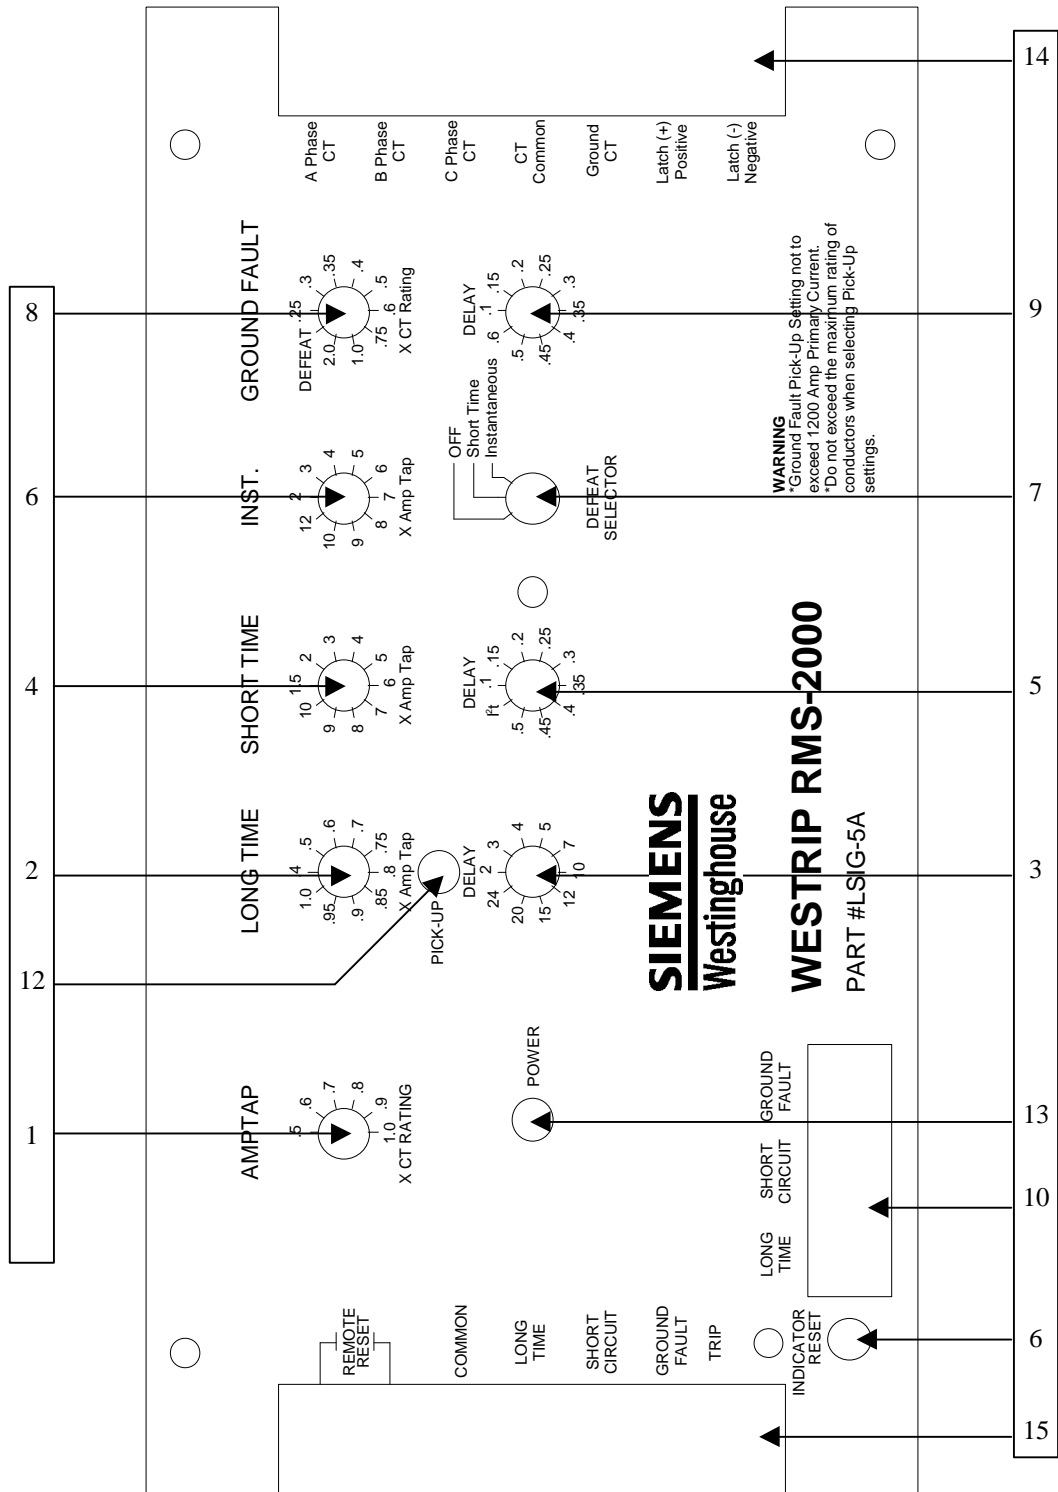 8
6
4
2
12
1
14
9
7
5
3
13
10
6
15
AMPTAP
.5
.6
.7
.8
.9
1.0
X CT RATING
LONG TIME
.4
.5
.6
.7
.75
.8
.85
.9
.95
1.0
X Amp Tap
PICK-UP
DELAY
2
3
4
5
7
10
12
15
20
24
SHORT TIME
1.5
2
3
4
5
6
7
8
9
10
X Amp Tap
DELAY
I²t
.1
.15
.2
.25
.3
.35
.4
.45
.5
INST.
2
3
4
5
6
7
8
9
10
12
X Amp Tap
OFF
Short Time
Instantaneous
DEFEAT
SELECTOR
GROUND FAULT
DEFEAT
.25
.3
.35
.4
.5
.6
.75
1.0
2.0
X CT Rating
DELAY
.1
.15
.2
.25
.3
.35
.4
.45
.5
.6
A Phase
CT
B Phase
CT
C Phase
CT
CT
Common
Ground
CT
Latch (+)
Positive
Latch (-)
Negative
REMOTE
RESET
COMMON
LONG
TIME
SHORT
CIRCUIT
GROUND
FAULT
TRIP
INDICATOR
RESET
POWER
LONG
TIME
SHORT
CIRCUIT
GROUND
FAULT
SIEMENS
Westinghouse
WESTRIP RMS-2000
PART #LSIG-5A
WARNING
*Ground Fault Pick-Up Setting not to
exceed 1200 Amp Primary Current.
*Do not exceed the maximum rating of
conductors when selecting Pick-Up
settings.